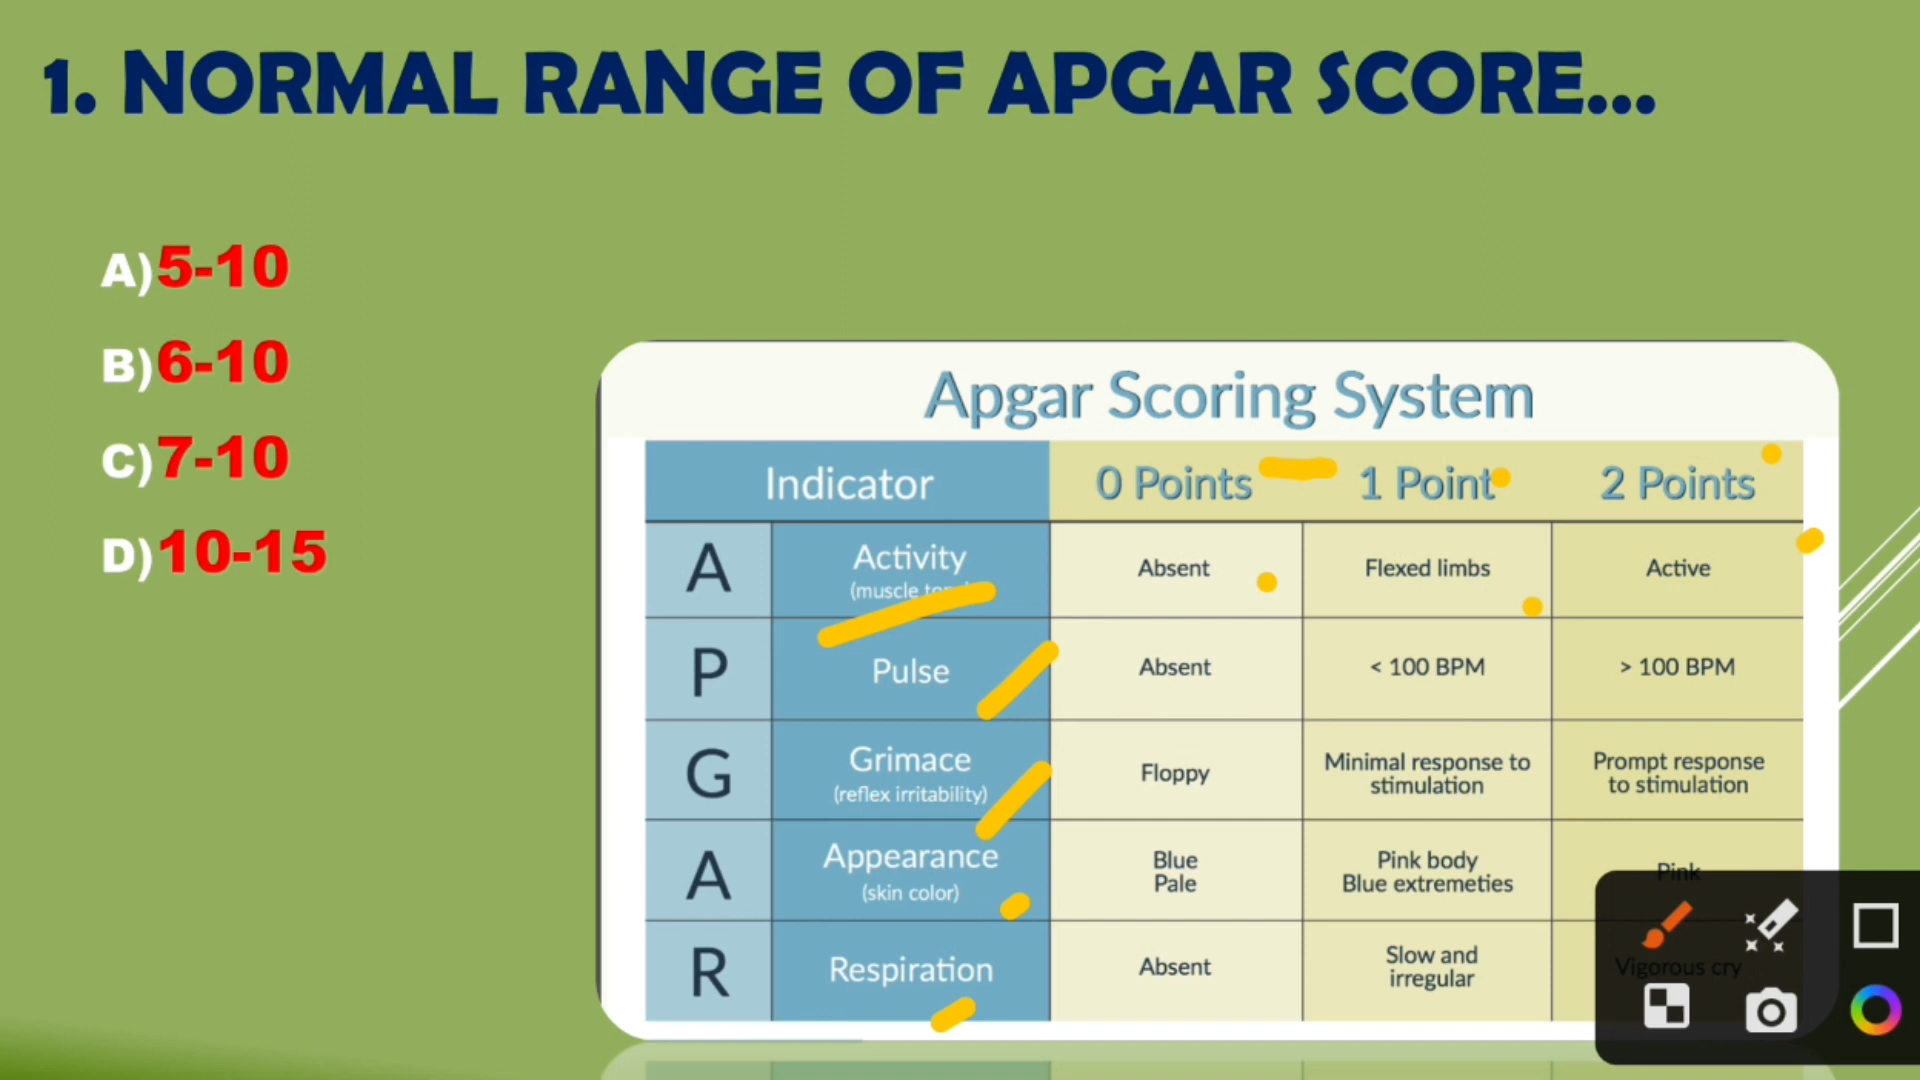 1. NORMAL RANGE OF APGAR SCORE...
A)5-10
B)6-10
C)7-10
D)10-15
Apgar Scoring System
Indicator 0 Points 1 Point 2 Points
A Activity Absent Flexed limbs Active
(muscle
P Pulse Absent < 100 BPM > 100 BPM
G Grimace Floppy Minimal response to Prompt response
(reflex irritability) stimulation to stimulation
A Appearance Blue Pink body Pink
(skin color) Pale Blue extremeties
R Respiration Absent Slow and Vigorous cry
irregular